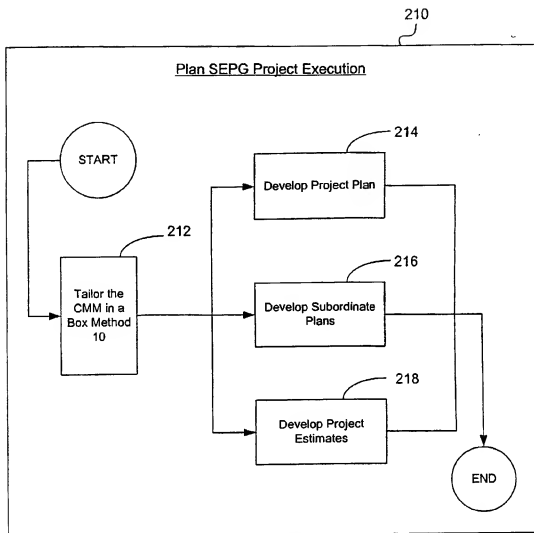 210
Plan SEPG Project Execution
START
212
Tailor the
CMM in a
Box Method
10
214
Develop Project Plan
216
Develop Subordinate
Plans
218
Develop Project
Estimates
END